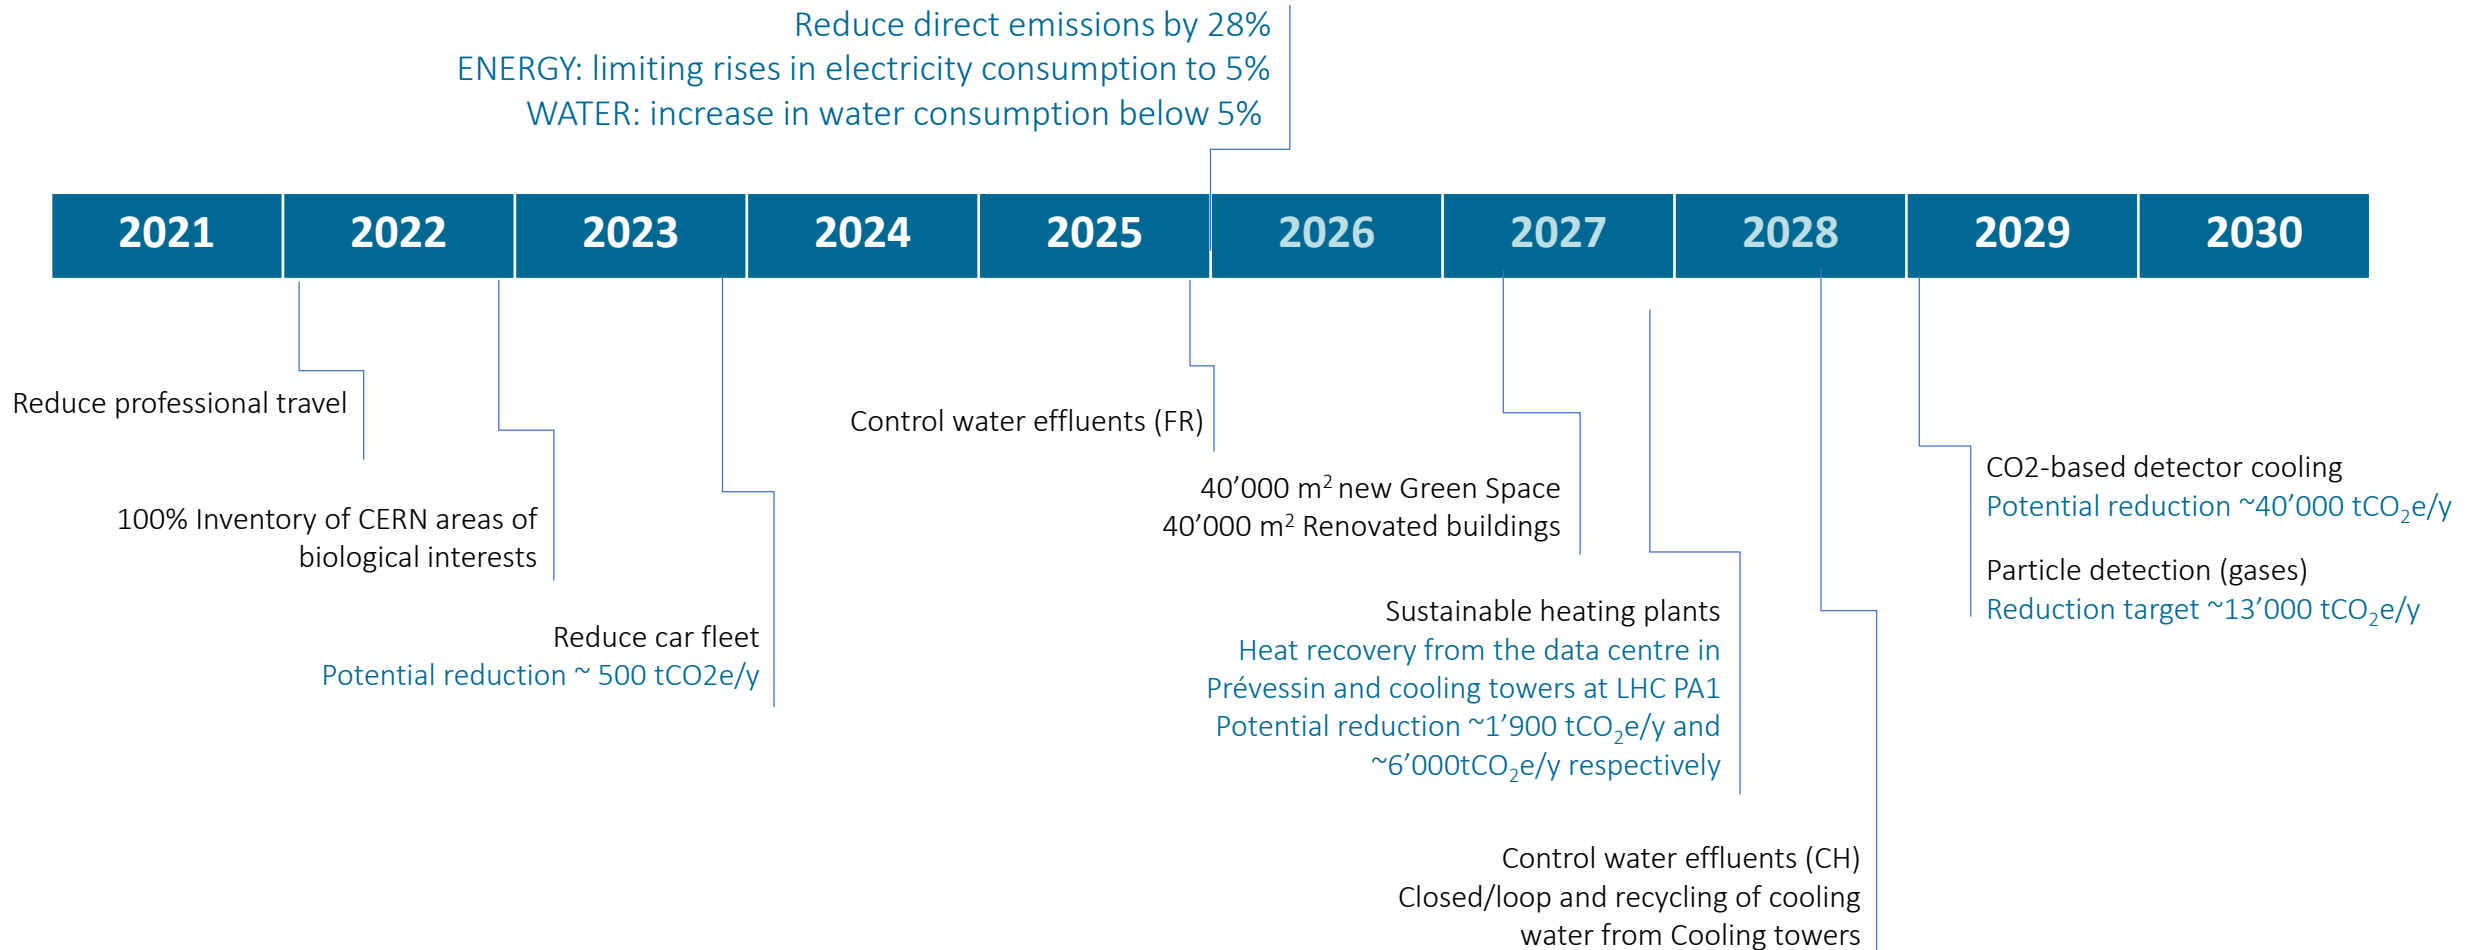 Reduce direct emissions by 28%
ENERGY: limiting rises in electricity consumption to 5%
WATER: increase in water consumption below 5%
2021
2022
2023
2024
2025
2026
2027
2028
2029
2030
Reduce professional travel
100% Inventory of CERN areas of
biological interests
Reduce car fleet
Potential reduction ~ 500 tCO2e/y
Control water effluents (FR)
40’000 m² new Green Space
40’000 m² Renovated buildings
Sustainable heating plants
Heat recovery from the data centre in
Prévessin and cooling towers at LHC PA1
Potential reduction ~1’900 tCO₂e/y and
~6’000tCO₂e/y respectively
Control water effluents (CH)
Closed/loop and recycling of cooling
water from Cooling towers
CO2-based detector cooling
Potential reduction ~40’000 tCO₂e/y
Particle detection (gases)
Reduction target ~13’000 tCO₂e/y